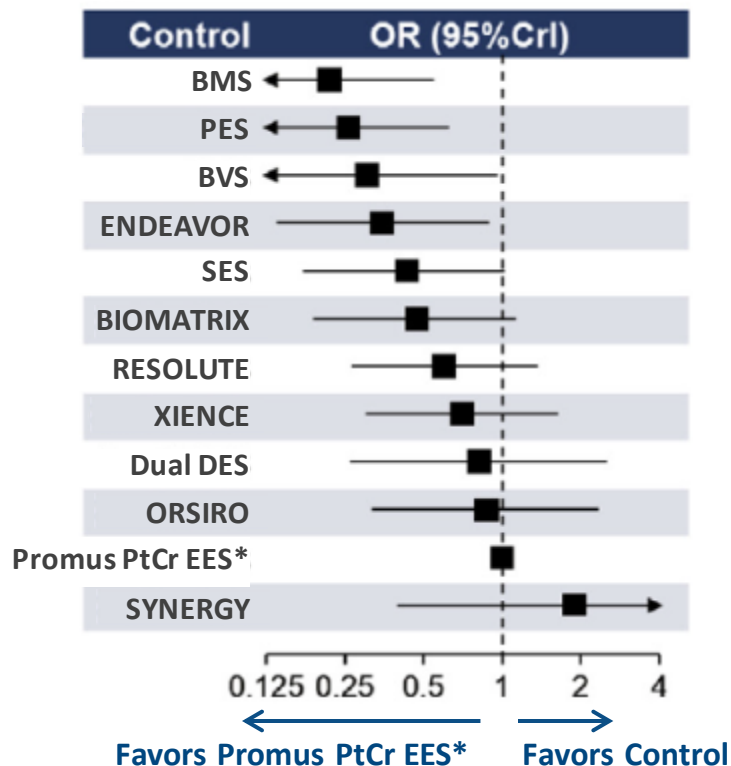 Control OR (95%CrI)
BMS
PES
BVS
ENDEAVOR
SES
BIOMATRIX
RESOLUTE
XIENCE
Dual DES
ORSIRO
Promus PtCr EES*
SYNERGY
0.125 0.25 0.5 1 2 4
Favors Promus PtCr EES* Favors Control